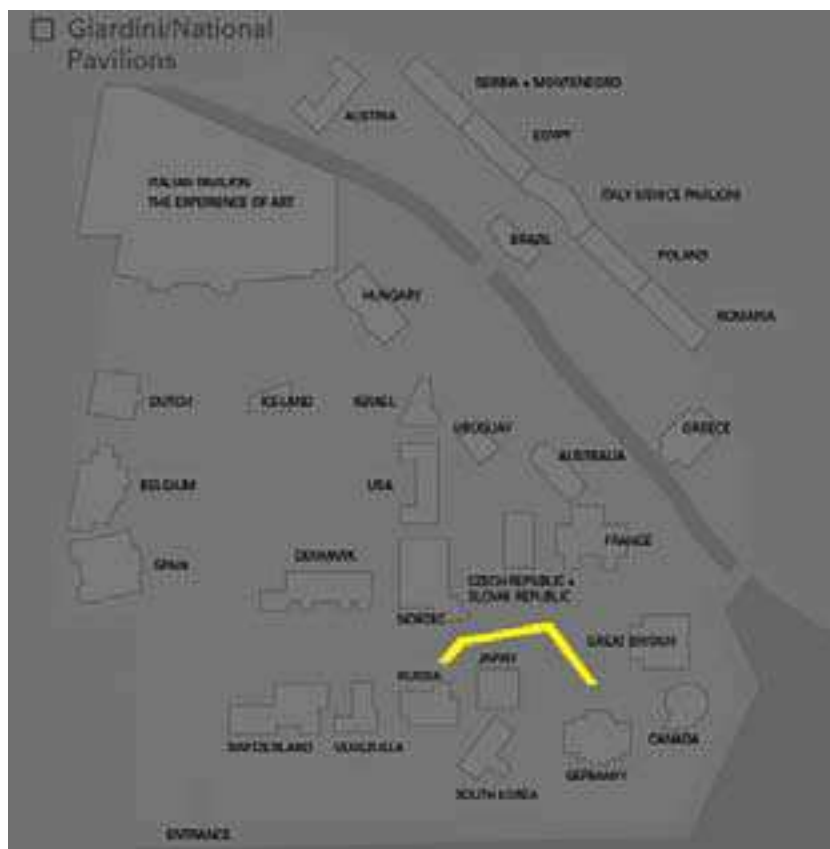 Giardini/National
Pavilions
SERBIA + MONTENEGRO
AUSTRIA
EGYPT
ITALIAN PAVILION
THE EXPERIENCE OF ART
ITALY VENICE PAVILION
BRAZIL
POLAND
HUNGARY
ROMANIA
DUTCH
ICELAND
ISRAEL
URUGUAY
GREECE
AUSTRALIA
BELGIUM
USA
FRANCE
DENMARK
SPAIN
CZECH REPUBLIC +
SLOVAK REPUBLIC
NORDIC
GREAT BRITAIN
JAPAN
RUSSIA
SWITZERLAND
VENEZUELA
CANADA
GERMANY
SOUTH KOREA
ENTRANCE